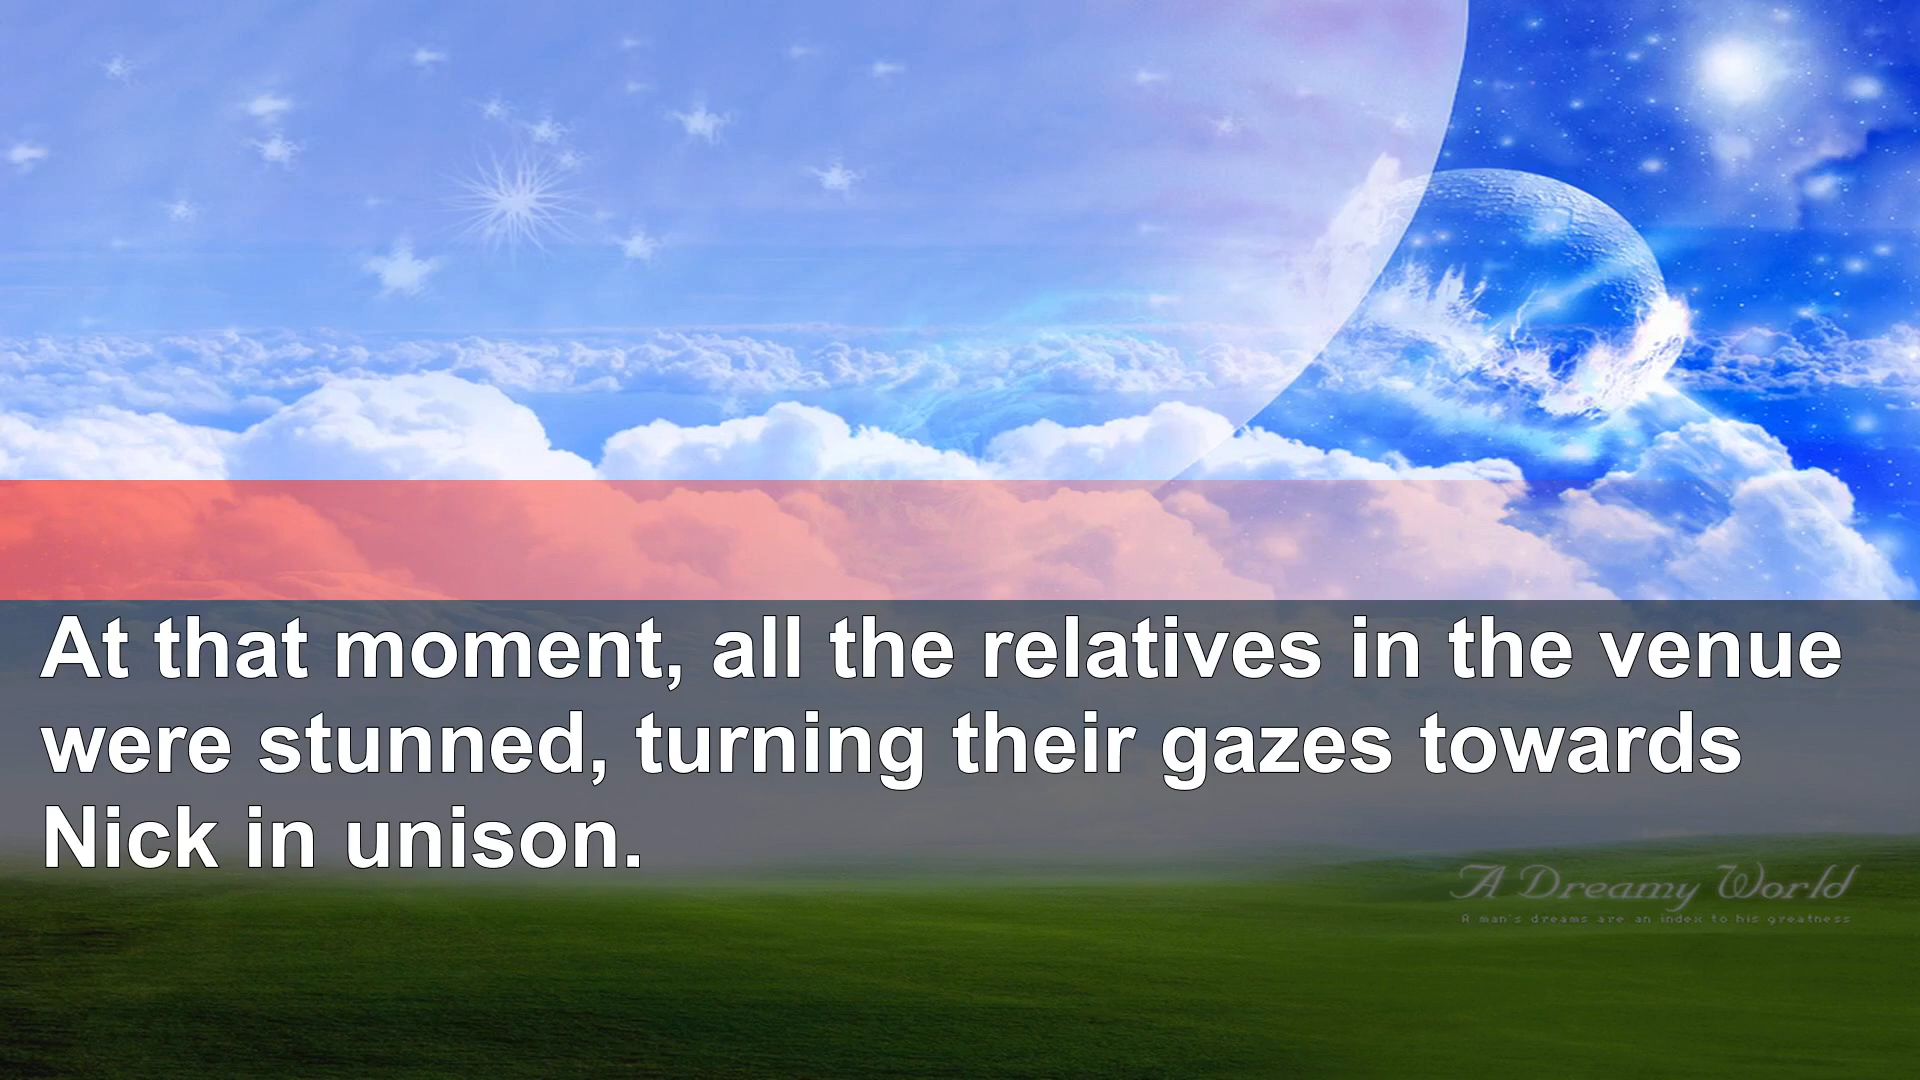 At that moment, all the relatives in the venue
were stunned, turning their gazes towards
Nick in unison.
A Dreamy World
A man's dreams are an index to his greatness